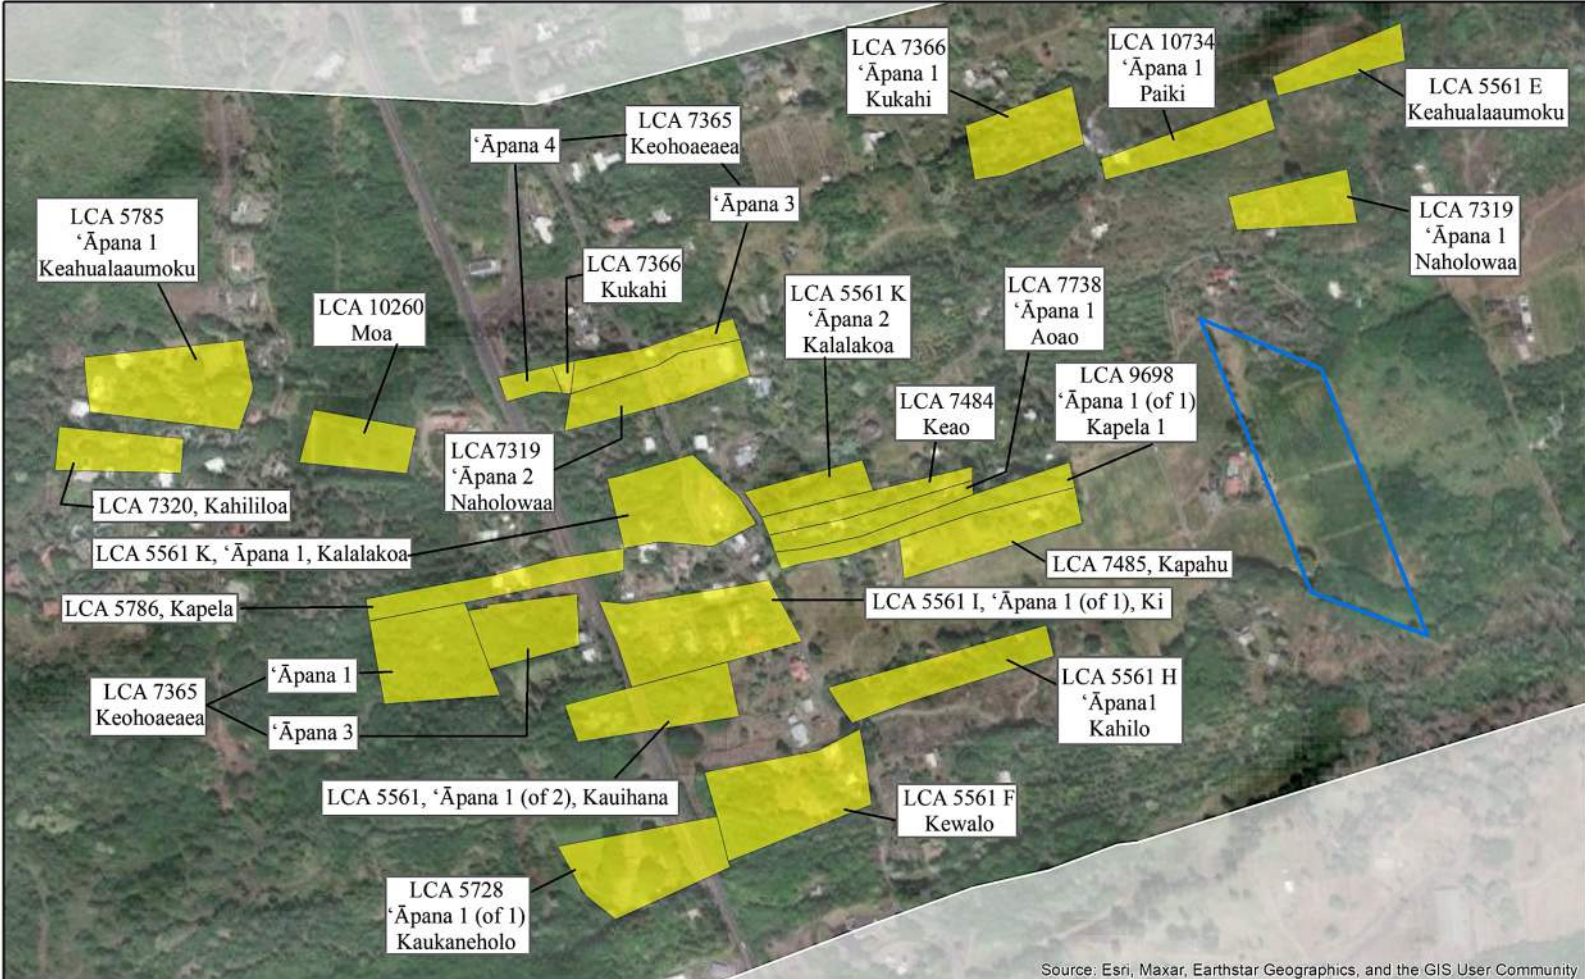 LCA 7366
‘Āpana 1
Kukahi
LCA 10734
‘Āpana 1
Paiki
LCA 5561 E
Keahualaaumoku
‘Āpana 4
LCA 7365
Keohoaeaea
‘Āpana 3
LCA 5785
‘Āpana 1
Keahualaaumoku
LCA 7319
‘Āpana 1
Naholowaa
LCA 7366
Kukahi
LCA 10260
Moa
LCA 5561 K
‘Āpana 2
Kalalakoa
LCA 7738
‘Āpana 1
Aoao
LCA 9698
‘Āpana 1 (of 1)
Kapela 1
LCA 7484
Keao
LCA7319
‘Āpana 2
Naholowaa
LCA 7320, Kahililoa
LCA 5561 K, ‘Āpana 1, Kalalakoa
LCA 7485, Kapahu
LCA 5786, Kapela
LCA 5561 I, ‘Āpana 1 (of 1), Ki
‘Āpana 1
LCA 7365
Keohoaeaea
‘Āpana 3
LCA 5561 H
‘Āpana1
Kahilo
LCA 5561, ‘Āpana 1 (of 2), Kauihana
LCA 5561 F
Kewalo
LCA 5728
‘Āpana 1 (of 1)
Kaukaneholo
Source: Esri, Maxar, Earthstar Geographics, and the GIS User Community